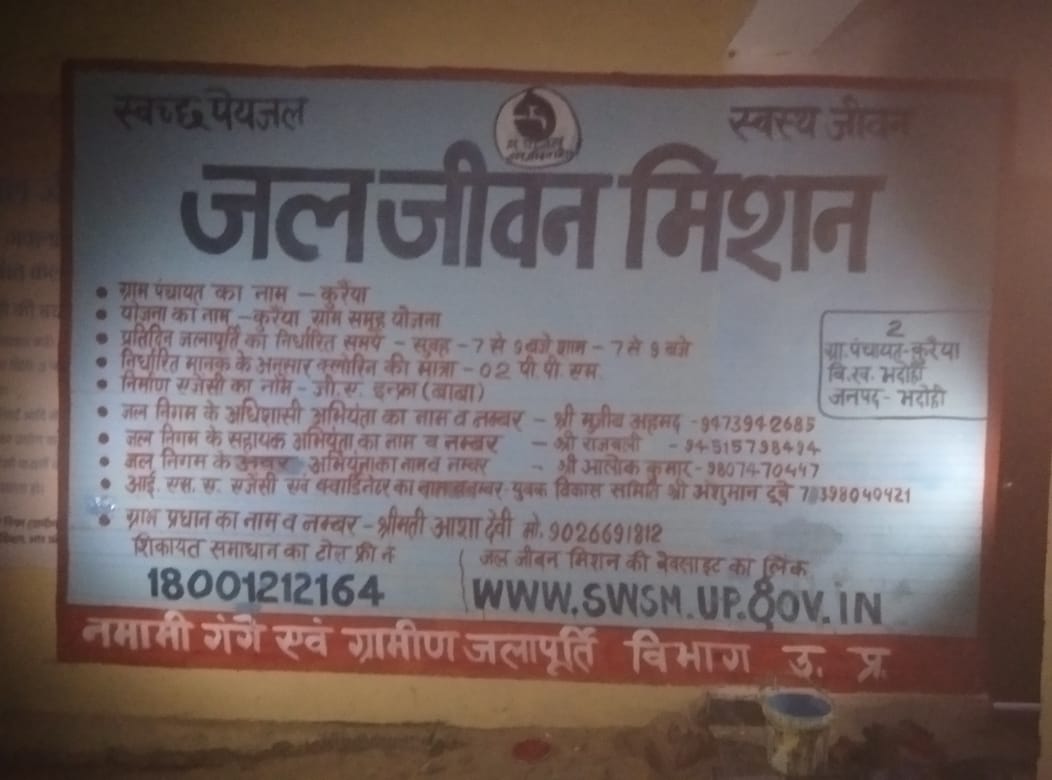 स्वच्छ पेयजल
स्वस्थ जीवन
जल जीवन मिशन
ग्राम पंचायत का नाम – कुरैया
योजना का नाम – कुरैया ग्राम समूह योजना
प्रतिदिन जलापूर्ति का निर्धारित समय - सुबह - 7 से 9 बजे शाम - 7 से 9 बजे
निर्धारित मानक के अनुसार क्लोरिन की मात्रा - 02 पी. पी. एम.
निर्माण एजेंसी का नाम - जी. ए. इन्फ्रा (बाबा)
जल निगम के अधिशासी अभियंता का नाम व नम्बर – श्री मुजीब अहमद - 9473942685
जल निगम के सहायक अभियंता का नाम व नम्बर – श्री राजबली - 94515798494
जल निगम के अभियंता का नाम व नम्बर - श्री आलोक कुमार - 9807470447
आई. एस. ए. एजेंसी एवं क्वार्डिनेटर का नाम व नम्बर. युवक विकास समिति श्री अंशुमान दूबे 7398040421
ग्राम प्रधान का नाम व नम्बर - श्रीमती आशा देवी मो. 9026691812
2
ग्रा. पंचायत - कुरैया
वि. ख. भदोही
जनपद - भदोही
शिकायत समाधान का टोल फ्री नं
18001212164
जल जीवन मिशन की वेबसाइट का लिंक
WWW.SWSM.UP.GOV.IN
नमामी गंगे एवं ग्रामीण जलापूर्ति विभाग उ. प्र.